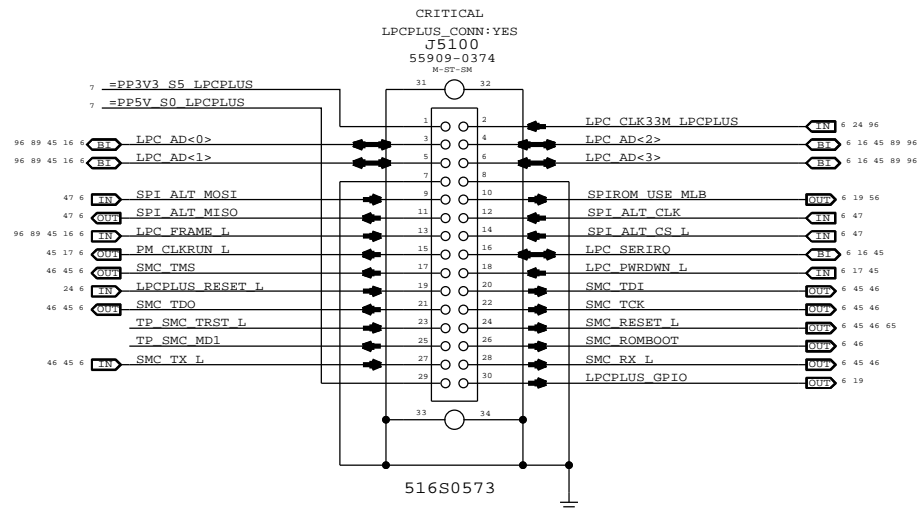 CRITICAL
LPCPLUS_CONN:YES
J5100
55909-0374
M-ST-SM
31 32
7 =PP3V3_S5_LPCPLUS
7 =PP5V_S0_LPCPLUS
1 2 LPC_CLK33M_LPCPLUS IN 6 24 96
96 89 45 16 6 BI LPC_AD<0> 3 4 LPC_AD<2> BI 6 16 45 89 96
96 89 45 16 6 BI LPC_AD<1> 5 6 LPC_AD<3> BI 6 16 45 89 96
7 8
47 6 IN SPI_ALT_MOSI 9 10 SPIROM_USE_MLB OUT 6 19 56
47 6 OUT SPI_ALT_MISO 11 12 SPI_ALT_CLK IN 6 47
96 89 45 16 6 IN LPC_FRAME_L 13 14 SPI_ALT_CS_L IN 6 47
45 17 6 OUT PM_CLKRUN_L 15 16 LPC_SERIRQ BI 6 16 45
46 45 6 OUT SMC_TMS 17 18 LPC_PWRDWN_L IN 6 17 45
24 6 IN LPCPLUS_RESET_L 19 20 SMC_TDI OUT 6 45 46
46 45 6 OUT SMC_TDO 21 22 SMC_TCK OUT 6 45 46
TP_SMC_TRST_L 23 24 SMC_RESET_L OUT 6 45 46 65
TP_SMC_MD1 25 26 SMC_ROMBOOT OUT 6 46
46 45 6 IN SMC_TX_L 27 28 SMC_RX_L OUT 6 45 46
29 30 LPCPLUS_GPIO OUT 6 19
33 34
516S0573